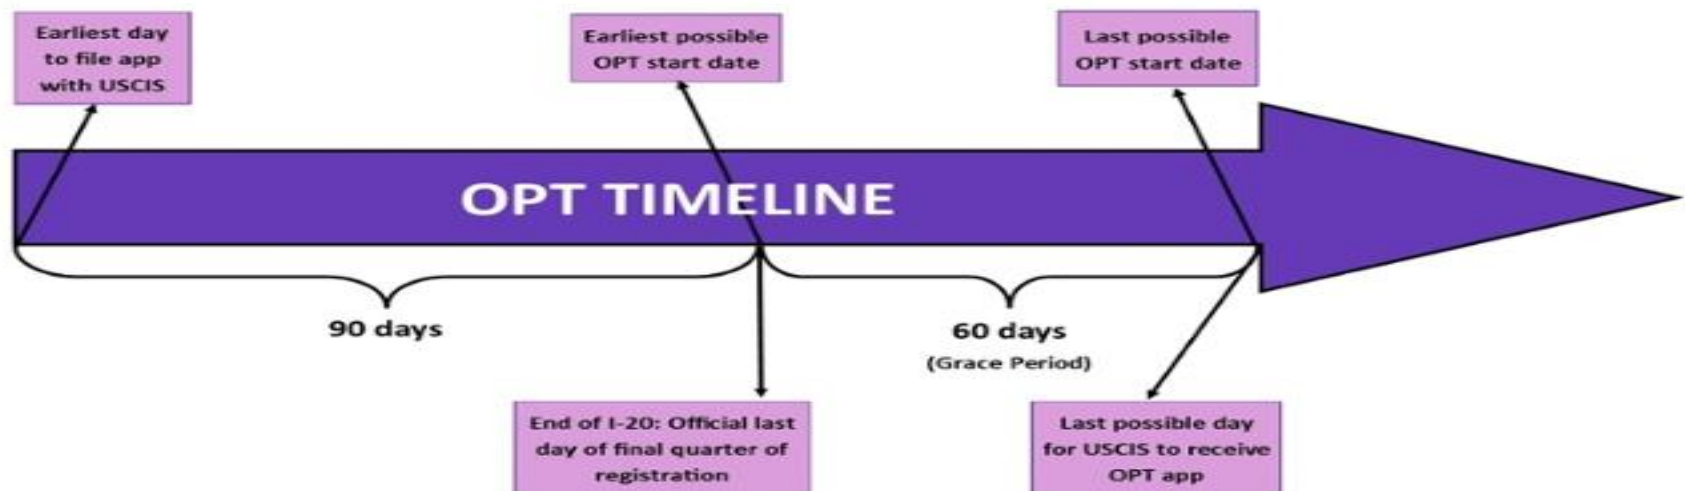 Earliest day
to file app
with USCIS
Earliest possible
OPT start date
Last possible
OPT start date
OPT TIMELINE
90 days
60 days
(Grace Period)
End of I-20: Official last
day of final quarter of
registration
Last possible day
for USCIS to receive
OPT app